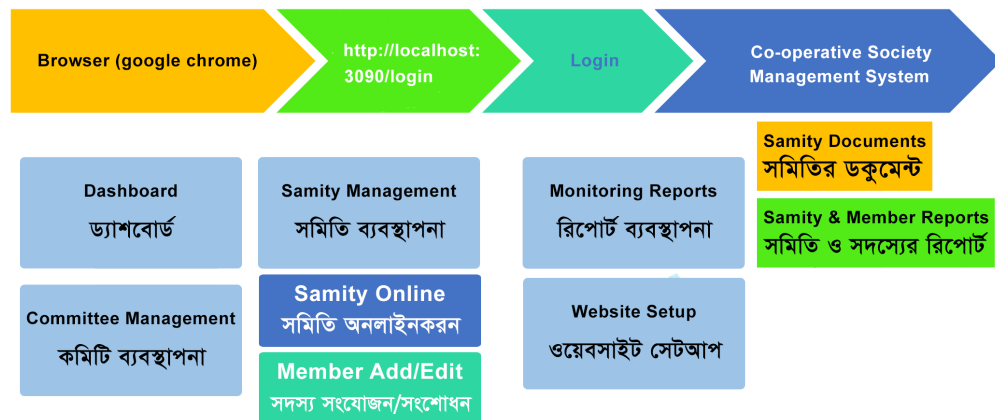 Browser (google chrome)
http://localhost:
3090/login
Login
Co-operative Society
Management System
Dashboard
ড্যাশবোর্ড
Samity Management
সমিতি ব্যবস্থাপনা
Monitoring Reports
রিপোর্ট ব্যবস্থাপনা
Samity Documents
সমিতির ডকুমেন্ট
Samity & Member Reports
সমিতি ও সদস্যের রিপোর্ট
Committee Management
কমিটি ব্যবস্থাপনা
Samity Online
সমিতি অনলাইনকরন
Member Add/Edit
সদস্য সংযোজন/সংশোধন
Website Setup
ওয়েবসাইট সেটআপ